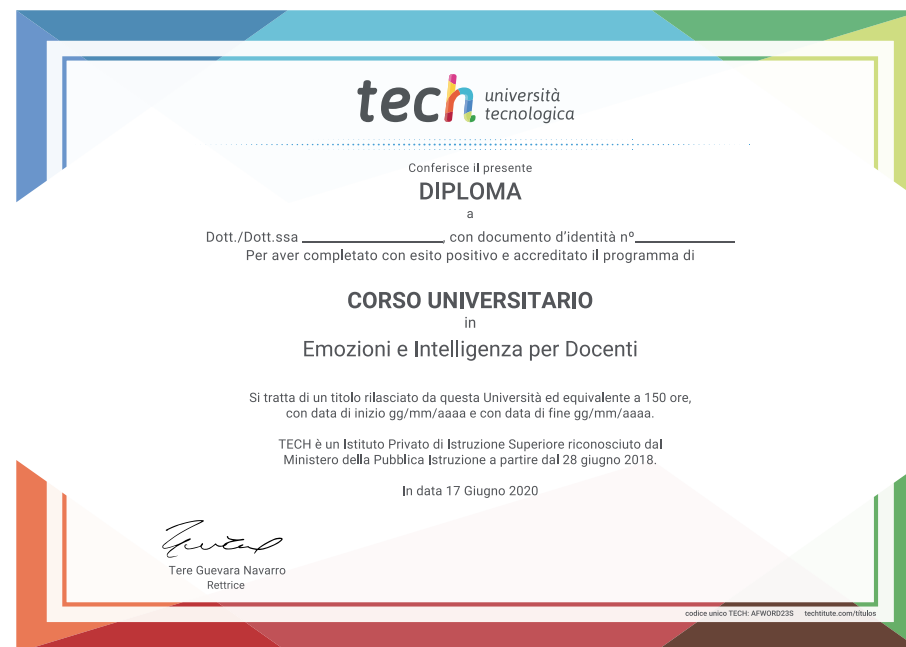 tech università
tecnologica
Conferisce il presente
DIPLOMA
a
Dott./Dott.ssa ______________, con documento d'identità nº__________
Per aver completato con esito positivo e accreditato il programma di
CORSO UNIVERSITARIO
in
Emozioni e Intelligenza per Docenti
Si tratta di un titolo rilasciato da questa Università ed equivalente a 150 ore,
con data di inizio gg/mm/aaaa e con data di fine gg/mm/aaaa.
TECH è un Istituto Privato di Istruzione Superiore riconosciuto dal
Ministero della Pubblica Istruzione a partire dal 28 giugno 2018.
In data 17 Giugno 2020
Tere Guevara Navarro
Rettrice
codice unico TECH: AFWORD23S techtitute.com/títulos